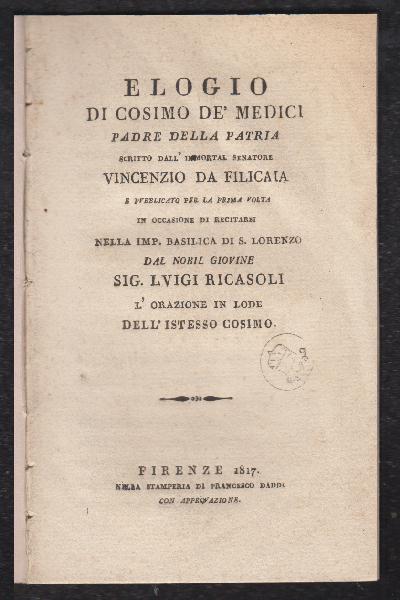 ELOGIO
DI COSIMO DE' MEDICI
PADRE DELLA PATRIA
SCRITTO DALL' IMMORTAL SENATORE
VINCENZIO DA FILICAIA
E PUBBLICATO PER LA PRIMA VOLTA
IN OCCASIONE DI RECITARSI
NELLA IMP. BASILICA DI S. LORENZO
DAL NOBIL GIOVINE
SIG. LVIGI RICASOLI
L' ORAZIONE IN LODE
DELL' ISTESSO COSIMO.
FIRENZE 1817.
NELLA STAMPERIA DI FRANCESCO DADDI
CON APPROVAZIONE.